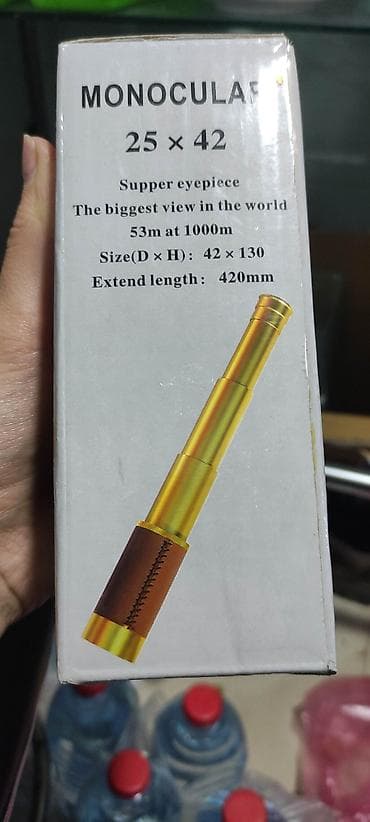 MONOCULAR
25 × 42
Supper eyepiece
The biggest view in the world
53m at 1000m
Size(D × H): 42 × 130
Extend length: 420mm